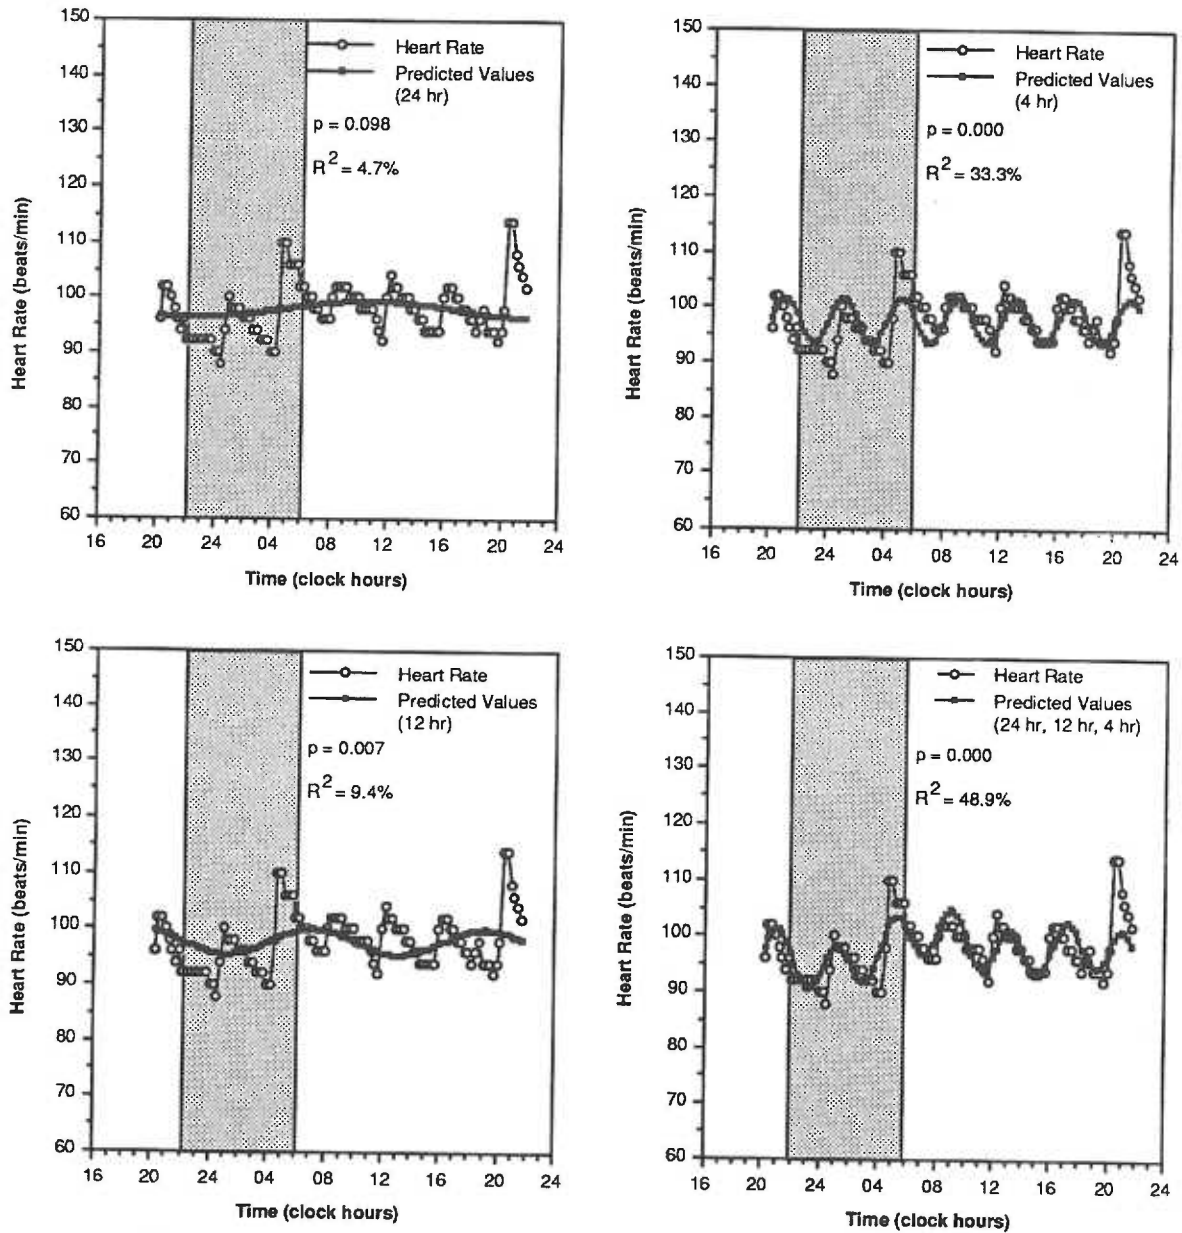 150
140
130
120
110
100
90
80
70
60
Heart Rate (beats/min)
Heart Rate
Predicted Values
(24 hr)
p = 0.098
R2 = 4.7%
16 20 24 04 08 12 16 20 24
Time (clock hours)
150
140
130
120
110
100
90
80
70
60
Heart Rate (beats/min)
Heart Rate
Predicted Values
(4 hr)
p = 0.000
R2 = 33.3%
16 20 24 04 08 12 16 20 24
Time (clock hours)
150
140
130
120
110
100
90
80
70
60
Heart Rate (beats/min)
Heart Rate
Predicted Values
(12 hr)
p = 0.007
R2 = 9.4%
16 20 24 04 08 12 16 20 24
Time (clock hours)
150
140
130
120
110
100
90
80
70
60
Heart Rate (beats/min)
Heart Rate
Predicted Values
(24 hr, 12 hr, 4 hr)
p = 0.000
R2 = 48.9%
16 20 24 04 08 12 16 20 24
Time (clock hours)